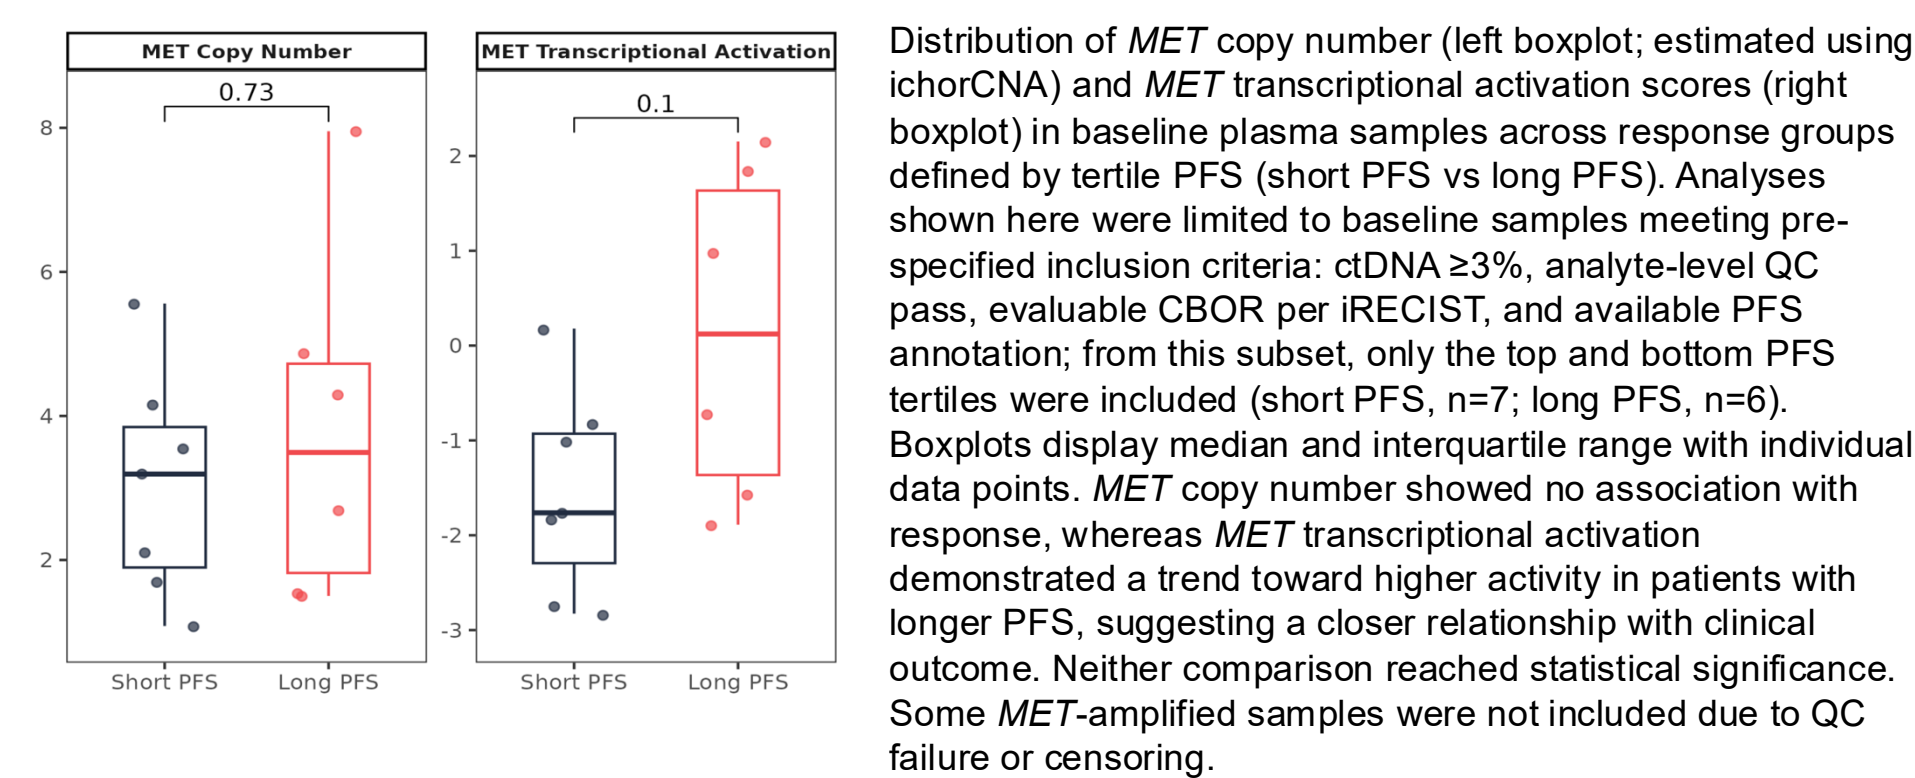 MET Copy Number
0.73
8
6
4
2
Short PFS
Long PFS
MET Transcriptional Activation
0.1
2
1
0
-1
-2
-3
Short PFS
Long PFS
Distribution of MET copy number (left boxplot; estimated using
ichorCNA) and MET transcriptional activation scores (right
boxplot) in baseline plasma samples across response groups
defined by tertile PFS (short PFS vs long PFS). Analyses
shown here were limited to baseline samples meeting pre-
specified inclusion criteria: ctDNA ≥3%, analyte-level QC
pass, evaluable CBOR per iRECIST, and available PFS
annotation; from this subset, only the top and bottom PFS
tertiles were included (short PFS, n=7; long PFS, n=6).
Boxplots display median and interquartile range with individual
data points. MET copy number showed no association with
response, whereas MET transcriptional activation
demonstrated a trend toward higher activity in patients with
longer PFS, suggesting a closer relationship with clinical
outcome. Neither comparison reached statistical significance.
Some MET-amplified samples were not included due to QC
failure or censoring.